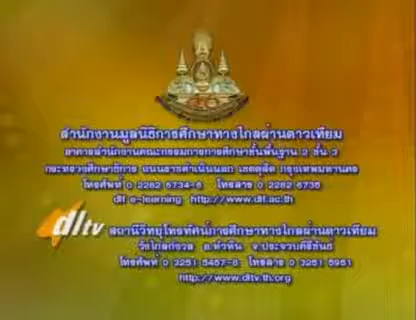 สำนักงานมูลนิธิการศึกษาทางไกลผ่านดาวเทียม
อาคารสำนักงานคณะกรรมการการศึกษาขั้นพื้นฐาน 2 ชั้น 3
กระทรวงศึกษาธิการ ถนนราชดำเนินนอก เขตดุสิต กรุงเทพมหานคร
โทรศัพท์ 0 2282 6734-6 โทรสาร 0 2282 6735
dlf e-learning http://www.dlf.ac.th
dltv สถานีวิทยุโทรทัศน์การศึกษาทางไกลผ่านดาวเทียม
วังไกลกังวล อ.หัวหิน จ.ประจวบคีรีขันธ์
โทรศัพท์ 0 3251 5457-8 โทรสาร 0 3251 5951
http://www.dltv.th.org